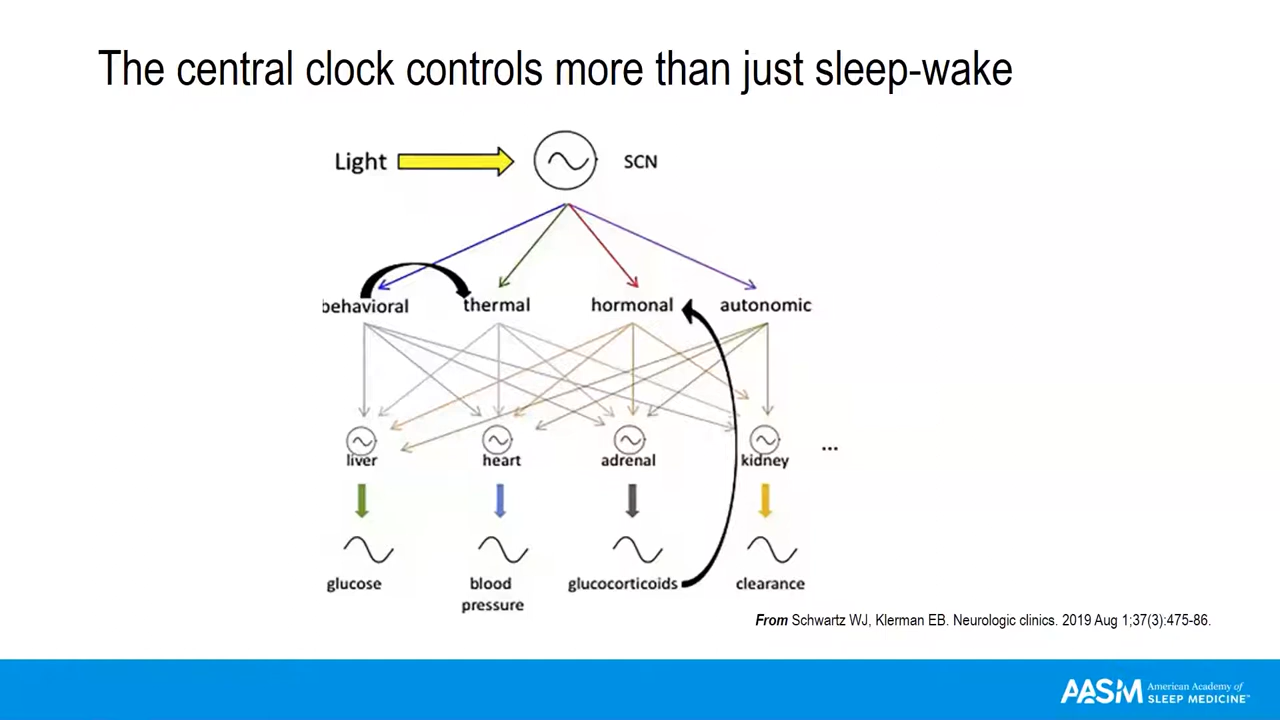 The central clock controls more than just sleep-wake
Light
SCN
behavioral
thermal
hormonal
autonomic
liver
heart
adrenal
kidney
...
glucose
blood
pressure
glucocorticoids
clearance
From Schwartz WJ, Klerman EB. Neurologic clinics. 2019 Aug 1;37(3):475-86.
AASM
American Academy of
SLEEP MEDICINE™